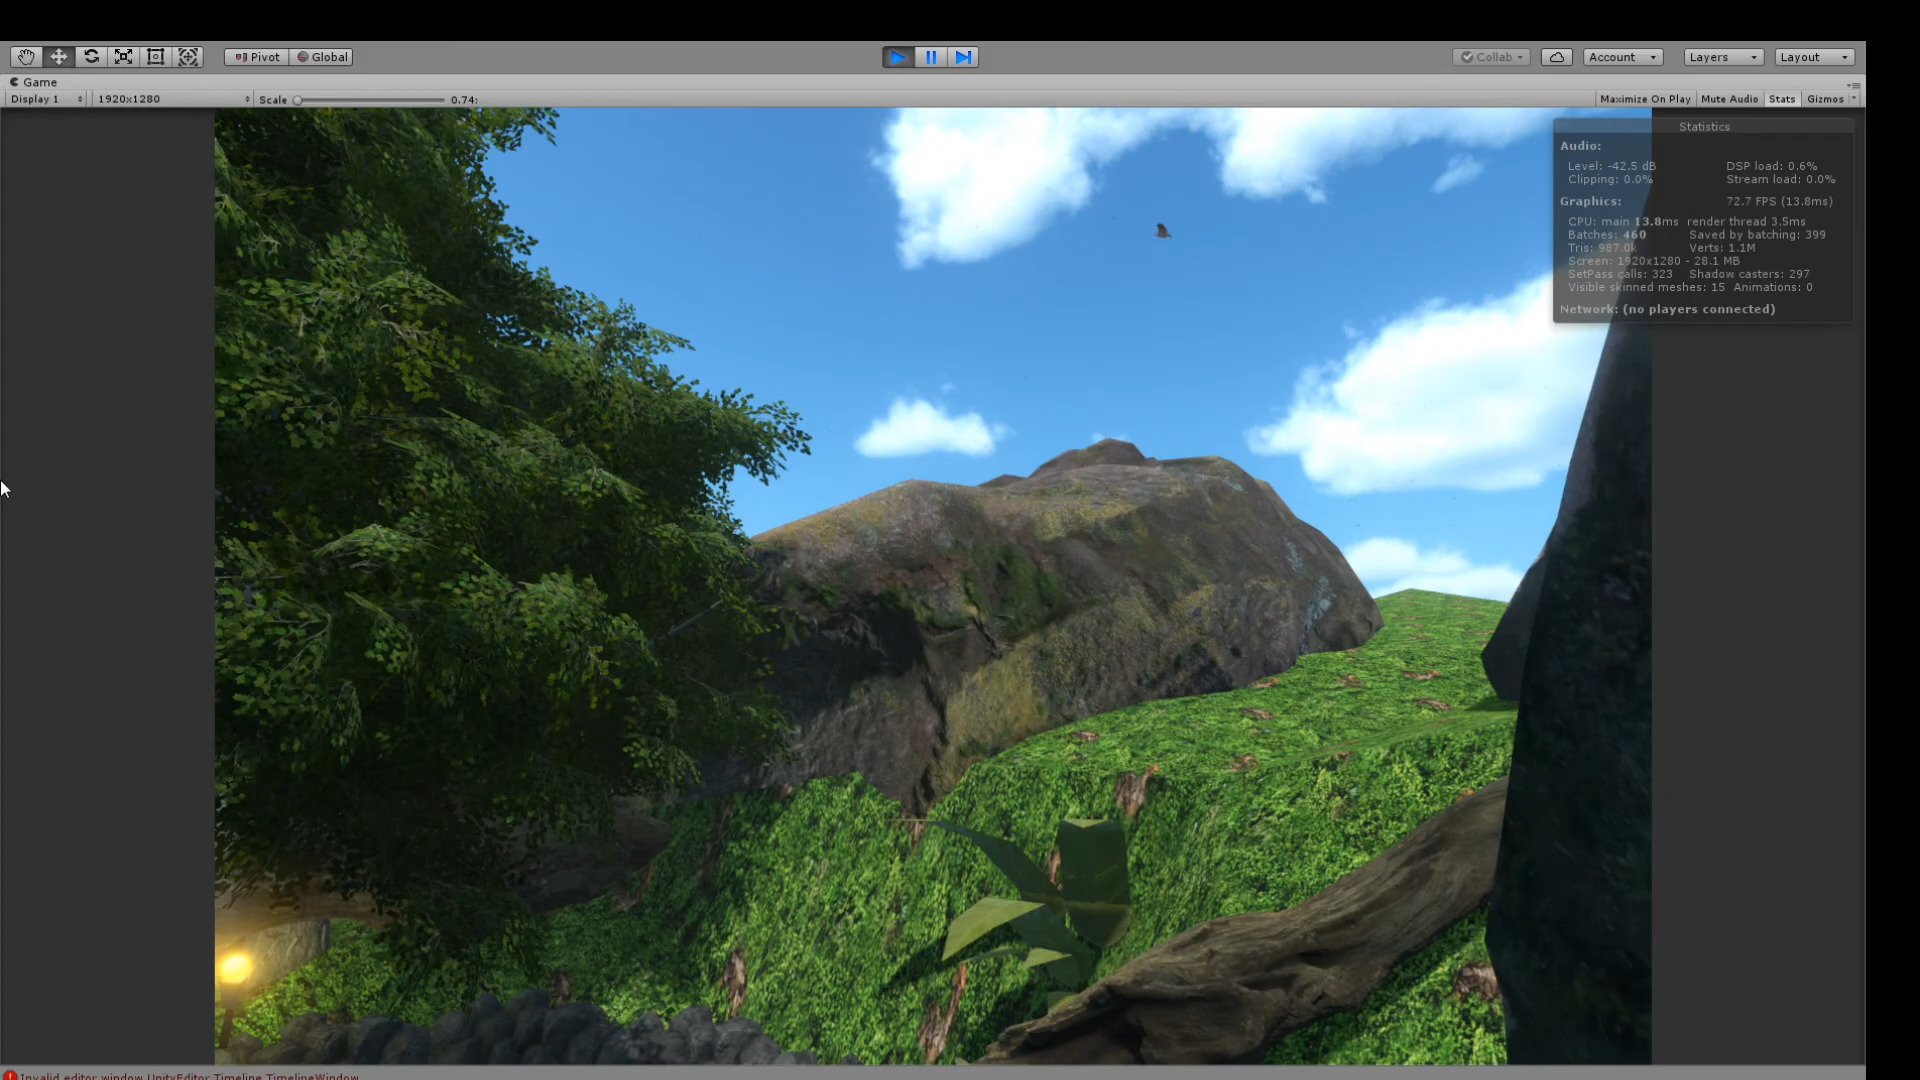 Pivot Global Collab Account Layers Layout
Game
Display 1 1920x1280 Scale 0.74: Maximize On Play Mute Audio Stats Gizmos
Statistics
Audio:
Level: -42.5 dB DSP load: 0.6%
Clipping: 0.0% Stream load: 0.0%
Graphics: 72.7 FPS (13.8ms)
CPU: main 13.8ms render thread 3.5ms
Batches: 460 Saved by batching: 399
Tris: 987.0k Verts: 1.1M
Screen: 1920x1280 - 28.1 MB
SetPass calls: 323 Shadow casters: 297
Visible skinned meshes: 15 Animations: 0
Network: (no players connected)
Invalid editor window UnityEditor.Timeline.TimelineWindow